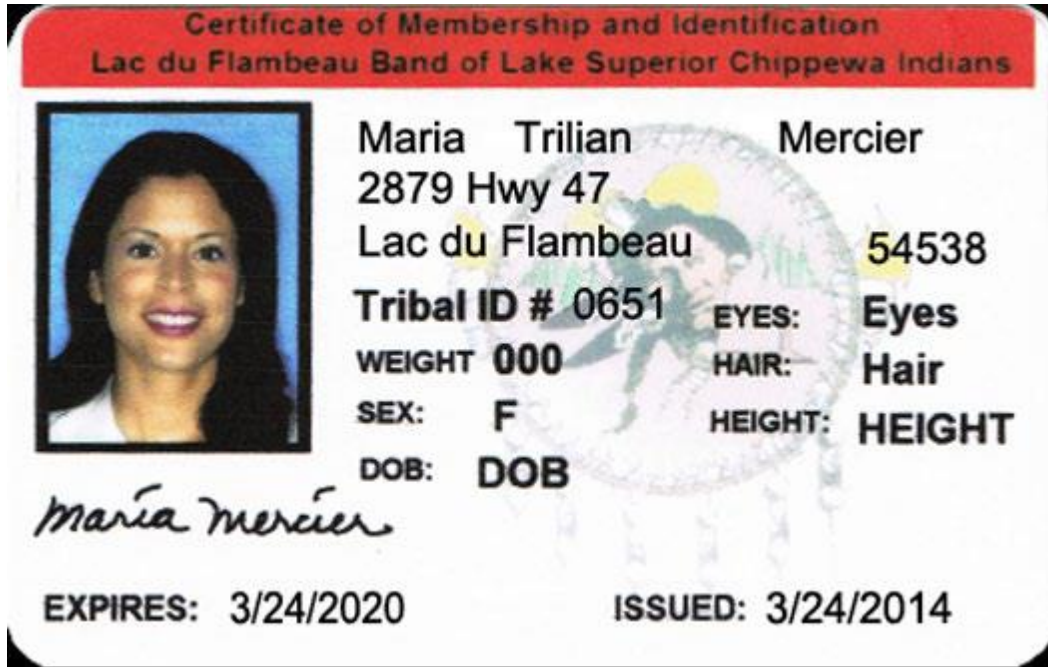 Certificate of Membership and Identification
Lac du Flambeau Band of Lake Superior Chippewa Indians
Maria Trilian Mercier
2879 Hwy 47
Lac du Flambeau 54538
Tribal ID # 0651 EYES: Eyes
WEIGHT 000 HAIR: Hair
SEX: F HEIGHT: HEIGHT
DOB: DOB
Maria Mercier
EXPIRES: 3/24/2020 ISSUED: 3/24/2014